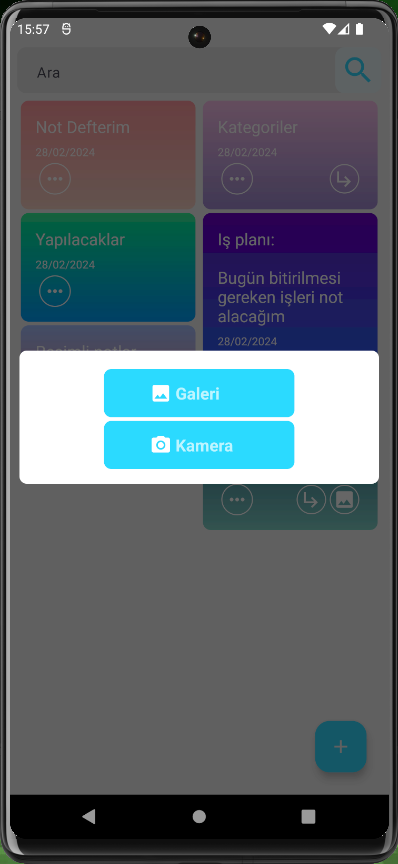 15:57
Ara
Not Defterim
28/02/2024
Kategoriler
28/02/2024
Yapılacaklar
28/02/2024
Iş planı:
Bugün bitirilmesi
gereken işleri not
alacağım
28/02/2024
Galeri
Kamera